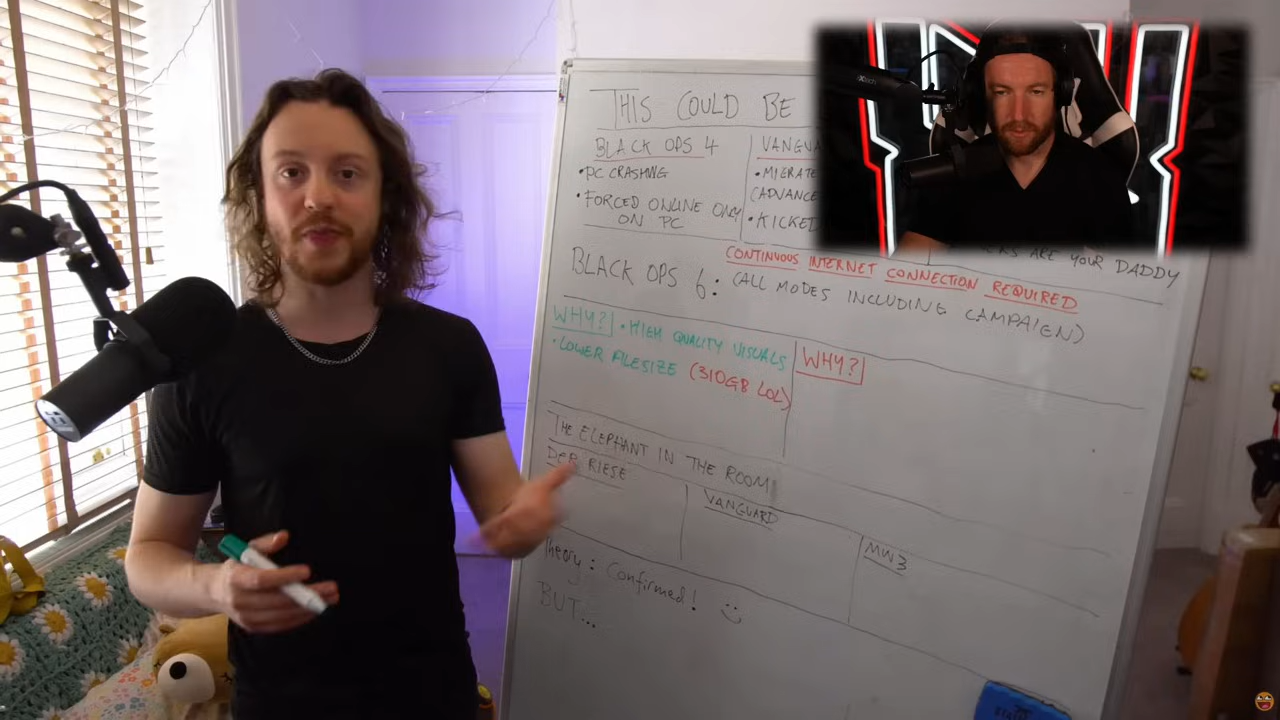 THIS COULD BE
BLACK OPS 4
• PC CRASHING
• FORCED ONLINE ONLY
ON PC
• MIGRATE
(ADVANCE
• KICKED
ARE YOUR DADDY
CONTINUOUS INTERNET CONNECTION REQUIRED
BLACK OPS 6: (ALL MODES INCLUDING CAMPAIGN)
WHY? • HIGH QUALITY VISUALS
• LOWER FILESIZE (310GB LOL)
WHY?
THE ELEPHANT IN THE ROOM
DER RIESE
VANGUARD
MW3
Theory: Confirmed! :)
BUT...